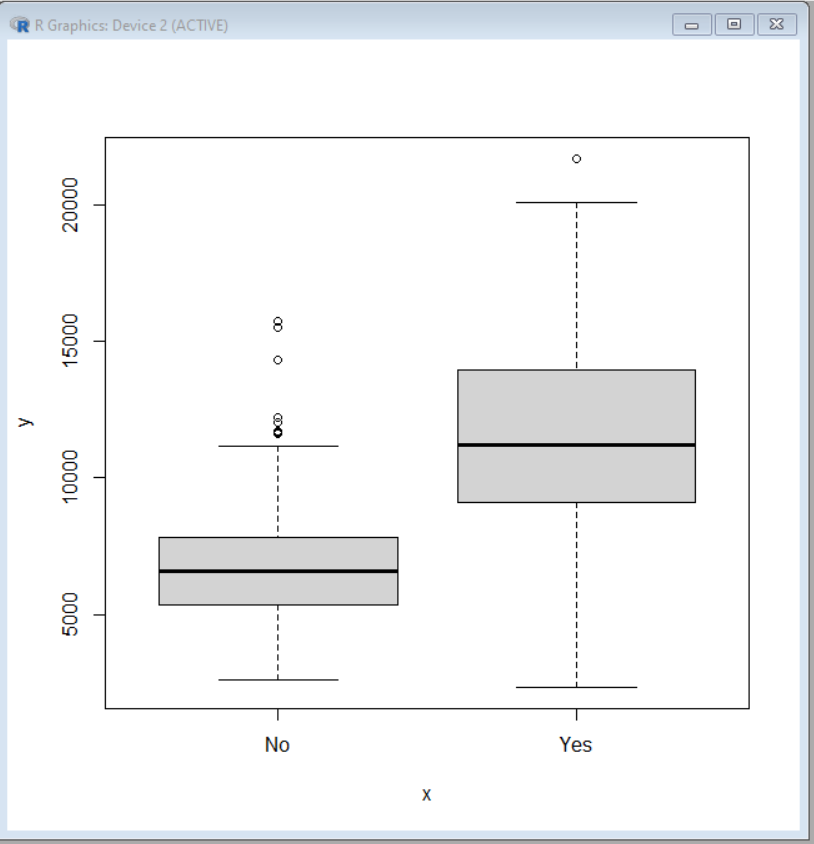 R Graphics: Device 2 (ACTIVE)
20000
15000
y
10000
5000
No Yes
x